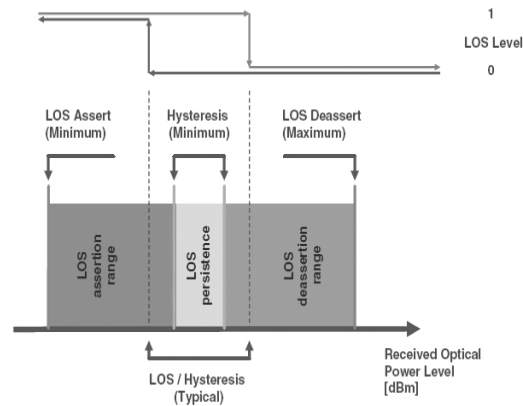 1
LOS Level
0
LOS Assert
(Minimum)
Hysteresis
(Minimum)
LOS Deassert
(Maximum)
LOS
assertion
range
LOS
persistence
LOS
deassertion
range
Received Optical
Power Level
[dBm]
LOS / Hysteresis
(Typical)